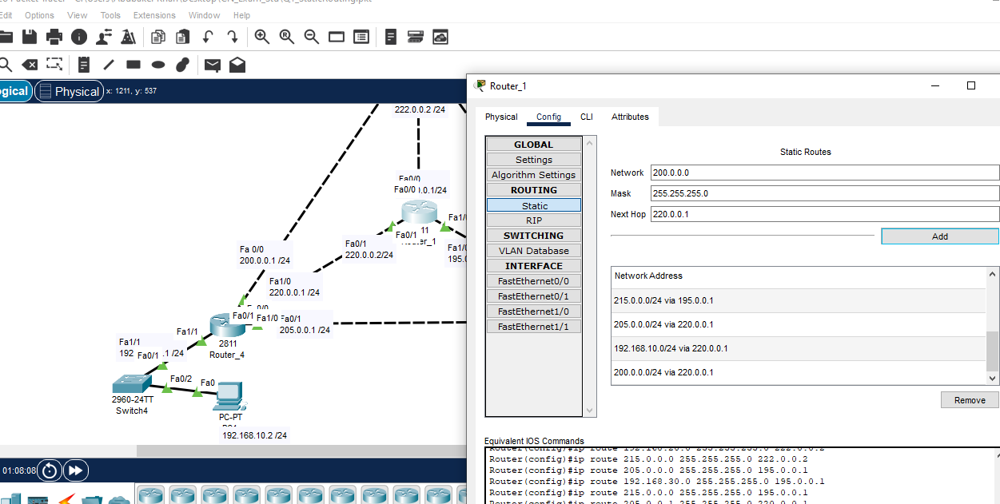 Edit Options View Tools Extensions Window Help
gical Physical x: 1211, y: 537
222.0.0.2 /24
Fa0/0
Fa0/0 0.1/24
Fa1/0
11
Fa0/1
Fa0/1
220.0.0.2/24
Fa 0/0
200.0.0.1 /24
Fa1/0
220.0.0.1 /24
Fa0/1 Fa1/0 Fa0/1
205.0.0.1 /24
Fa1/1
2811
Router_4
Fa1/1
192 Fa0/1 .1 /24
Fa0/2 Fa0
2960-24TT
Switch4
PC-PT
192.168.10.2 /24
01:08:08
Router_1
Physical Config CLI Attributes
GLOBAL
Settings
Algorithm Settings
ROUTING
Static
RIP
SWITCHING
VLAN Database
INTERFACE
FastEthernet0/0
FastEthernet0/1
FastEthernet1/0
FastEthernet1/1
Static Routes
Network 200.0.0.0
Mask 255.255.255.0
Next Hop 220.0.0.1
Add
Network Address
215.0.0.0/24 via 195.0.0.1
205.0.0.0/24 via 220.0.0.1
192.168.10.0/24 via 220.0.0.1
200.0.0.0/24 via 220.0.0.1
Remove
Equivalent IOS Commands
Router(config)#ip route 215.0.0.0 255.255.255.0 222.0.0.2
Router(config)#ip route 205.0.0.0 255.255.255.0 195.0.0.1
Router(config)#ip route 192.168.30.0 255.255.255.0 195.0.0.1
Router(config)#ip route 215.0.0.0 255.255.255.0 195.0.0.1